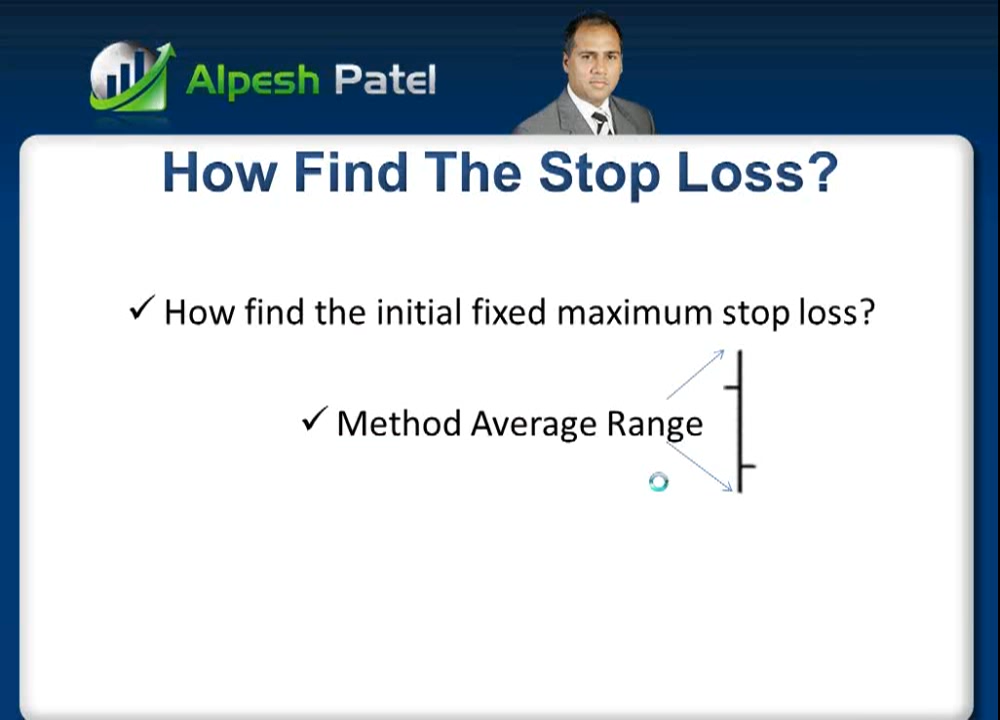 Alpesh Patel
How Find The Stop Loss?
✓ How find the initial fixed maximum stop loss?
✓ Method Average Range